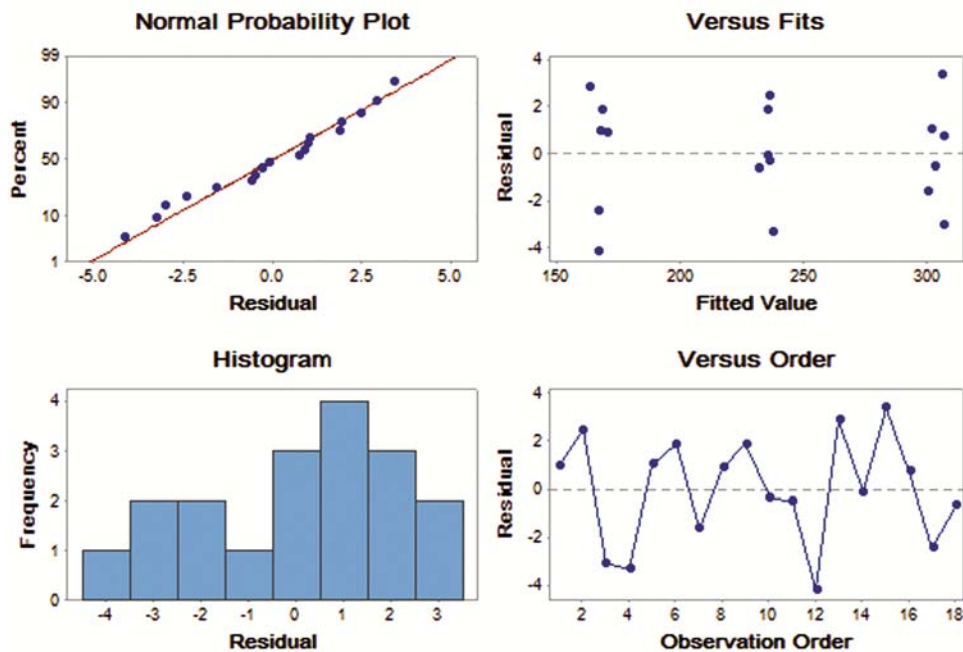 Normal Probability Plot
Percent
99
90
50
10
1
-5.0 -2.5 0.0 2.5 5.0
Residual
Versus Fits
Residual
4
2
0
-2
-4
150 200 250 300
Fitted Value
Histogram
Frequency
4
3
2
1
0
-4 -3 -2 -1 0 1 2 3
Residual
Versus Order
Residual
4
2
0
-2
-4
2 4 6 8 10 12 14 16 18
Observation Order